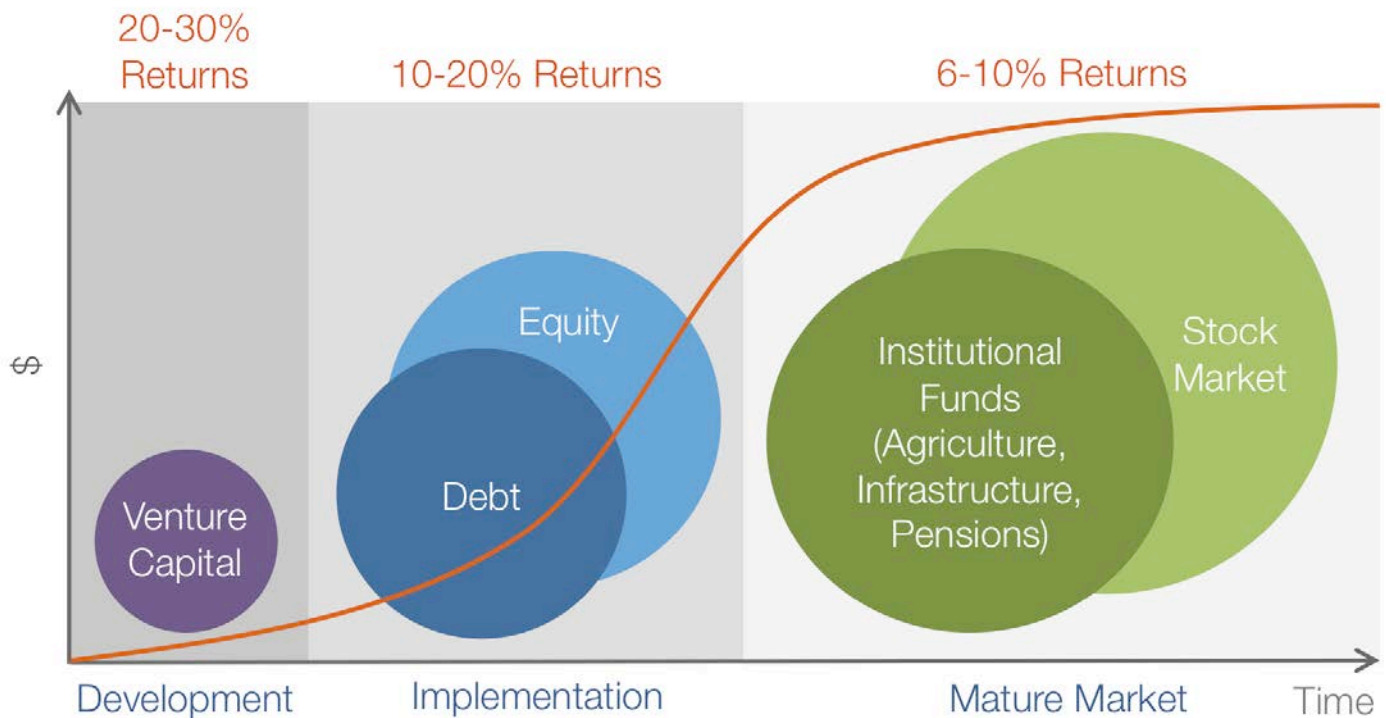 20-30%
Returns
10-20% Returns
6-10% Returns
$
Venture
Capital
Equity
Debt
Institutional
Funds
(Agriculture,
Infrastructure,
Pensions)
Stock
Market
Development
Implementation
Mature Market
Time